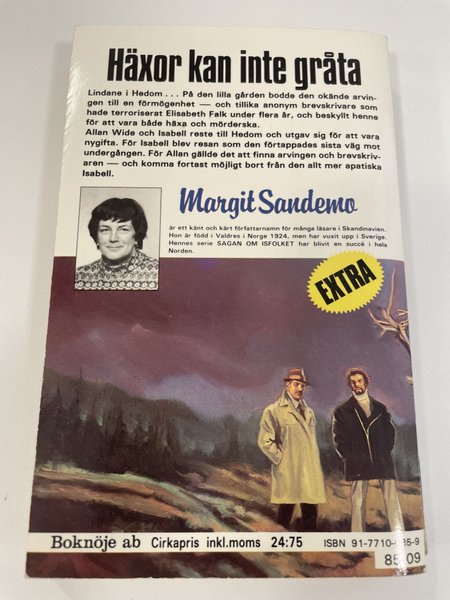 Häxor kan inte gråta
Lindane i Hedom . . . På den lilla gården bodde den okände arvin-
gen till en förmögenhet — och tillika anonym brevskrivare som
hade terroriserat Elisabeth Falk under flera år, och beskyllt henne
för att vara både häxa och mörderska.
Allan Wide och Isabell reste till Hedom och utgav sig för att vara
nygifta. För Isabell blev resan som den förtappades sista väg mot
undergången. För Allan gällde det att finna arvingen och brevskriv-
aren — och komma fortast möjligt bort från den allt mer apatiska
Isabell.
Margit Sandemo
är ett känt och kärt författarnamn för många läsare i Skandinavien.
Hon är född i Valdres i Norge 1924, men har vuxit upp i Sverige.
Hennes serie SAGAN OM ISFOLKET har blivit en succé i hela
Norden.
EXTRA
Boknöje ab Cirkapris inkl.moms 24:75 ISBN 91-7710-